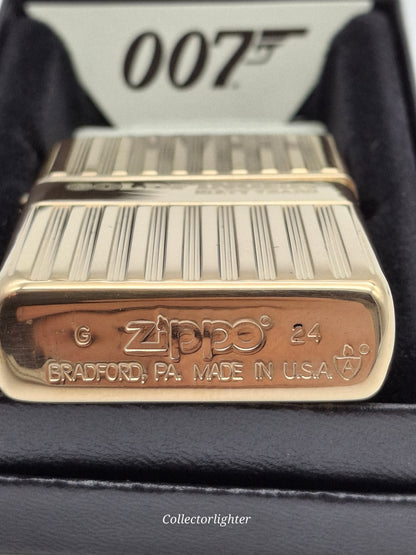 007
G zippo 24
BRADFORD, PA. MADE IN U.S.A. A
Collectorlighter